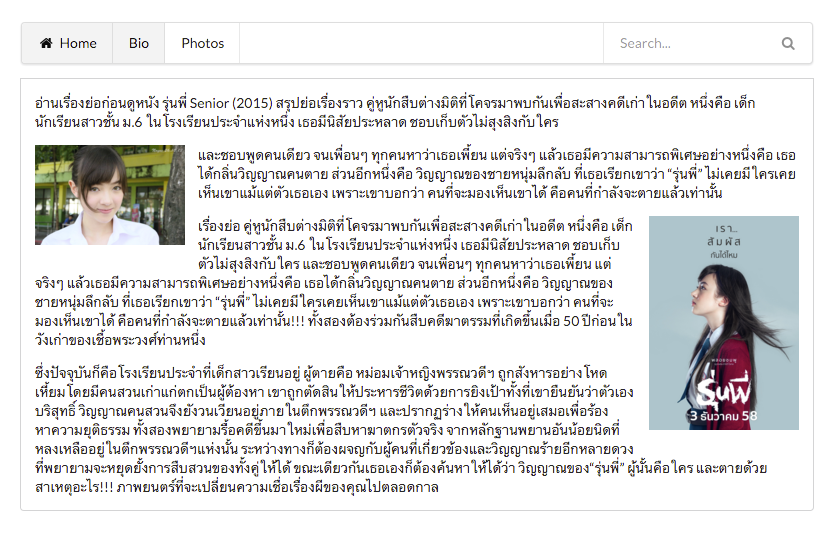 Home Bio Photos Search...
อ่านเรื่องย่อก่อนดูหนัง รุ่นพี่ Senior (2015) สรุปย่อเรื่องราว คู่หูนักสืบต่างมิติที่โคจรมาพบกันเพื่อสะสางคดีเก่าในอดีต หนึ่งคือ เด็ก
นักเรียนสาวชั้น ม.6 ในโรงเรียนประจำแห่งหนึ่ง เธอมีนิสัยประหลาด ชอบเก็บตัวไม่สุงสิงกับใคร
และชอบพูดคนเดียว จนเพื่อนๆ ทุกคนหาว่าเธอเพี้ยน แต่จริงๆ แล้วเธอมีความสามารถพิเศษอย่างหนึ่งคือ เธอ
ได้กลิ่นวิญญาณคนตาย ส่วนอีกหนึ่งคือ วิญญาณของชายหนุ่มลึกลับ ที่เธอเรียกเขาว่า “รุ่นพี่” ไม่เคยมีใครเคย
เห็นเขาแม้แต่ตัวเธอเอง เพราะเขาบอกว่า คนที่จะมองเห็นเขาได้ คือคนที่กำลังจะตายแล้วเท่านั้น
เรื่องย่อ คู่หูนักสืบต่างมิติที่โคจรมาพบกันเพื่อสะสางคดีเก่าในอดีต หนึ่งคือ เด็ก
นักเรียนสาวชั้น ม.6 ในโรงเรียนประจำแห่งหนึ่ง เธอมีนิสัยประหลาด ชอบเก็บ
ตัวไม่สุงสิงกับใคร และชอบพูดคนเดียว จนเพื่อนๆ ทุกคนหาว่าเธอเพี้ยน แต่
จริงๆ แล้วเธอมีความสามารถพิเศษอย่างหนึ่งคือ เธอได้กลิ่นวิญญาณคนตาย ส่วนอีกหนึ่งคือ วิญญาณของ
ชายหนุ่มลึกลับ ที่เธอเรียกเขาว่า “รุ่นพี่” ไม่เคยมีใครเคยเห็นเขาแม้แต่ตัวเธอเอง เพราะเขาบอกว่า คนที่จะ
มองเห็นเขาได้ คือคนที่กำลังจะตายแล้วเท่านั้น!!! ทั้งสองต้องร่วมกันสืบคดีฆาตรรมที่เกิดขึ้นเมื่อ 50 ปีก่อน ใน
วังเก่าของเชื้อพระวงศ์ท่านหนึ่ง
ซึ่งปัจจุบันก็คือโรงเรียนประจำที่เด็กสาวเรียนอยู่ ผู้ตายคือ หม่อมเจ้าหญิงพรรณวดีฯ ถูกสังหารอย่างโหด
เหี้ยม โดยมีคนสวนเก่าแก่ตกเป็นผู้ต้องหา เขาถูกตัดสินให้ประหารชีวิตด้วยการยิงเป้าทั้งที่เขายืนยันว่าตัวเอง
บริสุทธิ์ วิญญาณคนสวนจึงยังวนเวียนอยู่ภายในตึกพรรณวดีฯ และปรากฏร่างให้คนเห็นอยู่เสมอเพื่อร้อง
หาความยุติธรรม ทั้งสองพยายามรื้อคดีขึ้นมาใหม่เพื่อสืบหาฆาตกรตัวจริง จากหลักฐานพยานอันน้อยนิดที่
หลงเหลืออยู่ในตึกพรรณวดีฯแห่งนั้น ระหว่างทางก็ต้องผจญกับผู้คนที่เกี่ยวข้องและวิญญาณร้ายอีกหลายดวง
ที่พยายามจะหยุดยั้งการสืบสวนของทั้งคู่ให้ได้ ขณะเดียวกันเธอเองก็ต้องค้นหาให้ได้ว่า วิญญาณของ“รุ่นพี่” ผู้นั้นคือใคร และตายด้วย
สาเหตุอะไร!!! ภาพยนตร์ที่จะเปลี่ยนความเชื่อเรื่องผีของคุณไปตลอดกาล
เรา...
สัมผัส
กันได้ไหม
รุ่นพี่
3 ธันวาคม 58